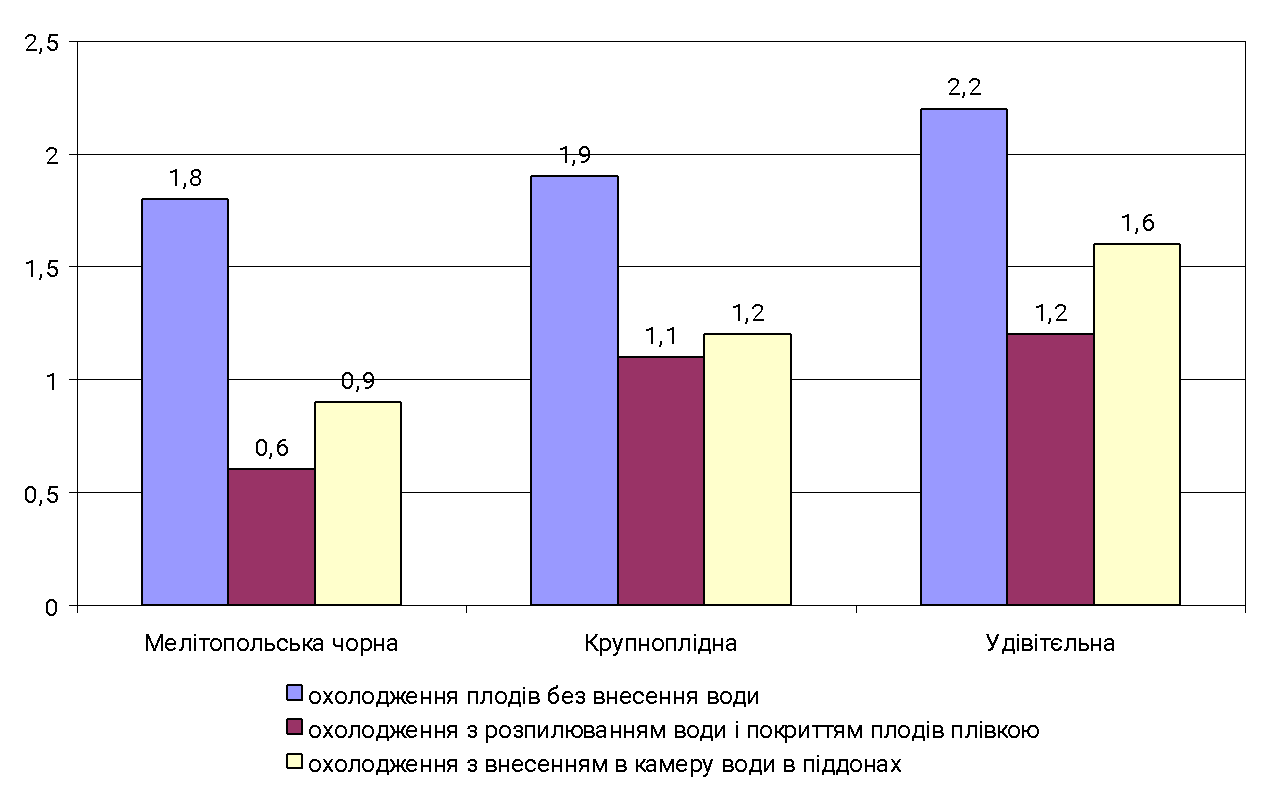 2,5
2
1,5
1
0,5
0
1,8
0,6
0,9
1,9
1,1
1,2
2,2
1,2
1,6
Мелітопольська чорна
Крупноплідна
Удівітєльна
охолодження плодів без внесення води
охолодження з розпилюванням води і покриттям плодів плівкою
охолодження з внесенням в камеру води в піддонах